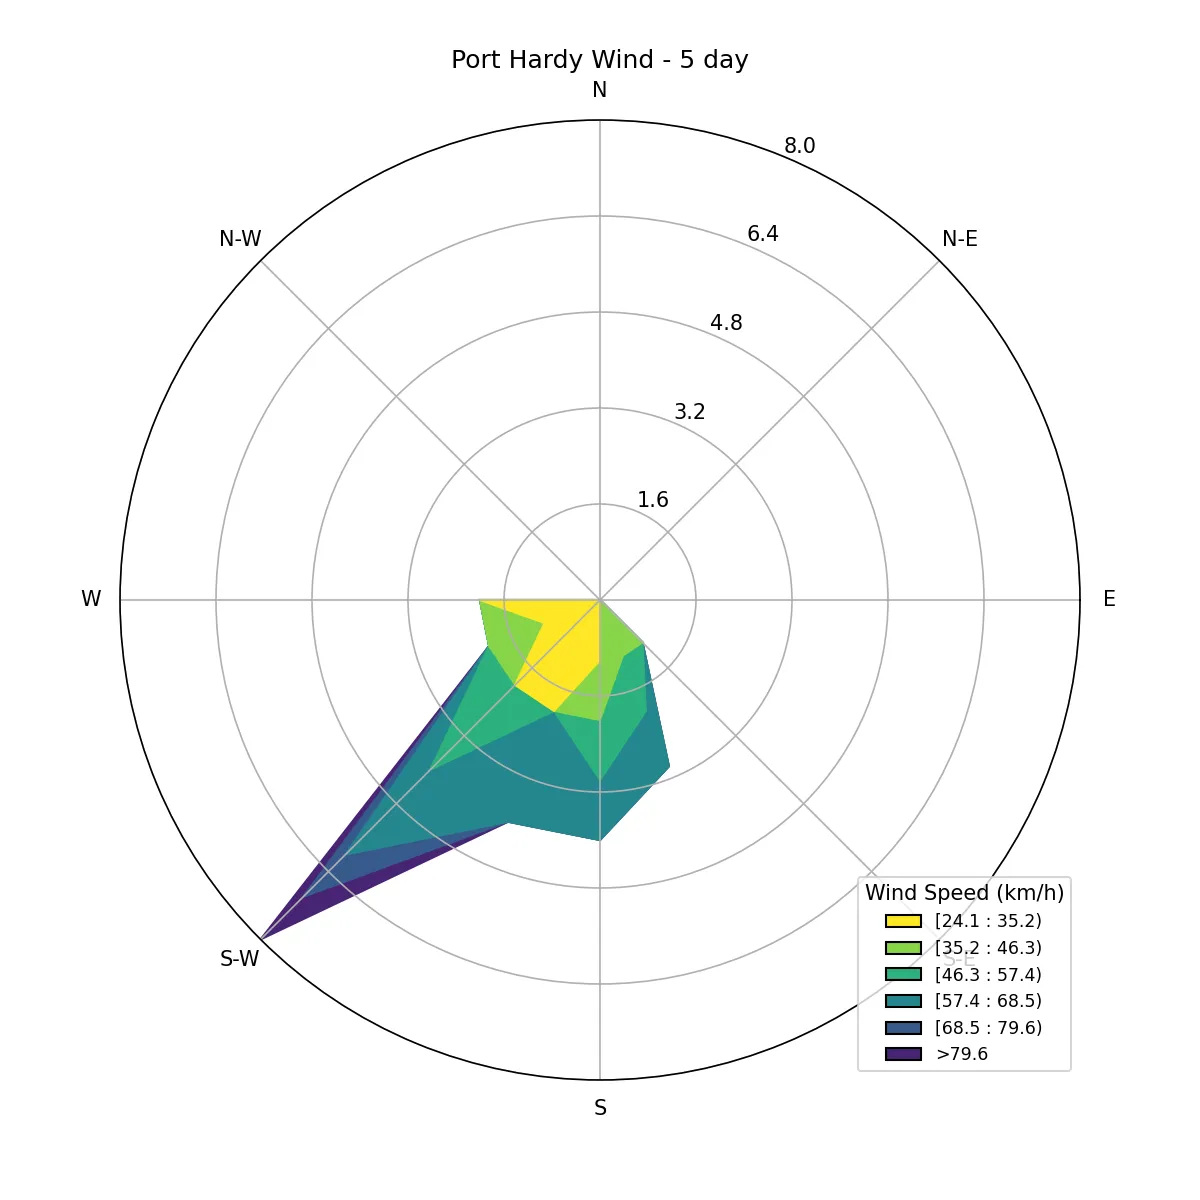 Port Hardy Wind - 5 day
N
8.0
N-W
N-E
6.4
4.8
3.2
1.6
W
E
Wind Speed (km/h)
[24.1 : 35.2)
[35.2 : 46.3)
S-W
S-E
[46.3 : 57.4)
[57.4 : 68.5)
[68.5 : 79.6)
>79.6
S